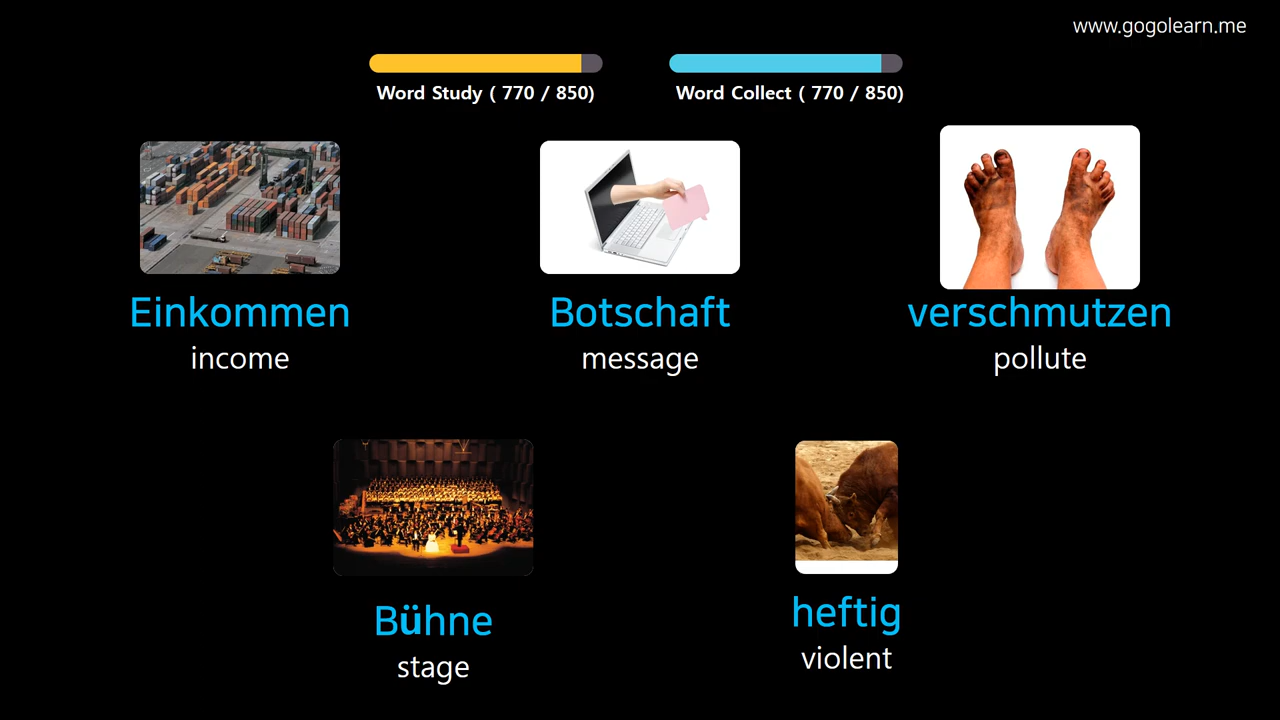 www.gogolearn.me
Word Study ( 770 / 850)
Word Collect ( 770 / 850)
Einkommen
income
Botschaft
message
verschmutzen
pollute
Bühne
stage
heftig
violent